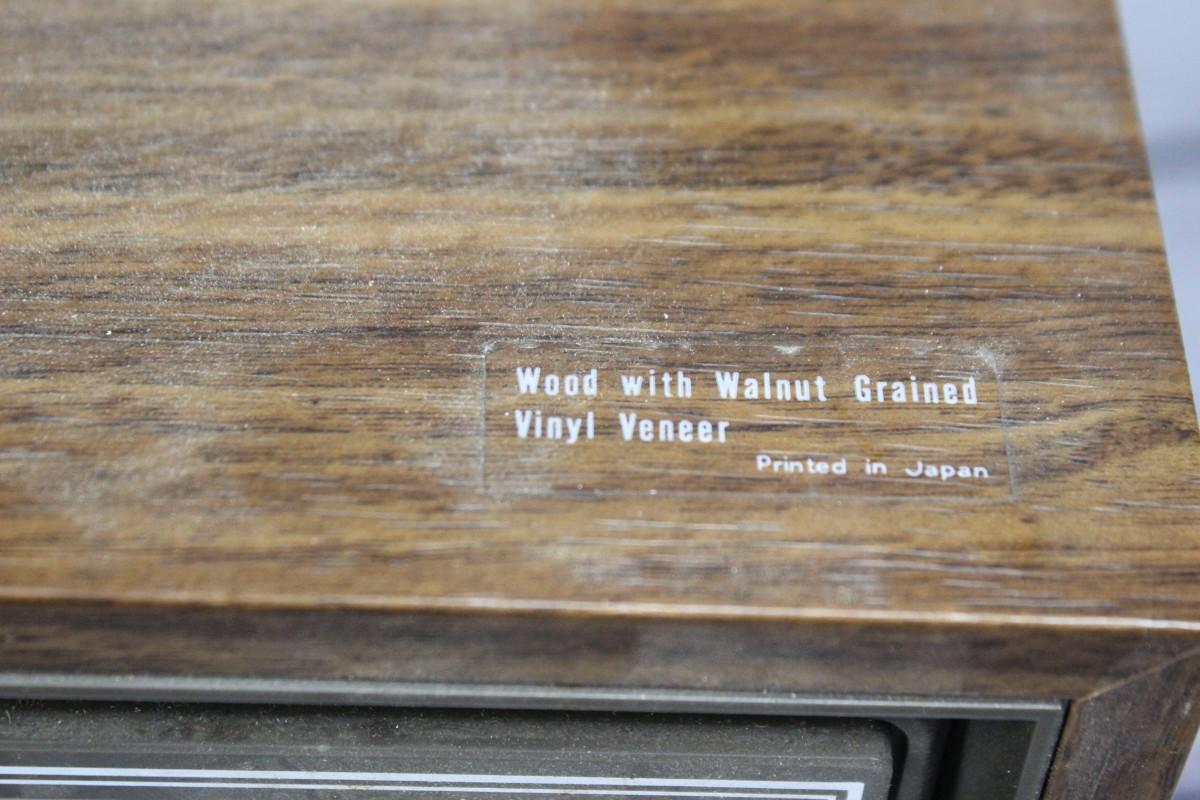 Wood with Walnut Grained
Vinyl Veneer
Printed in Japan